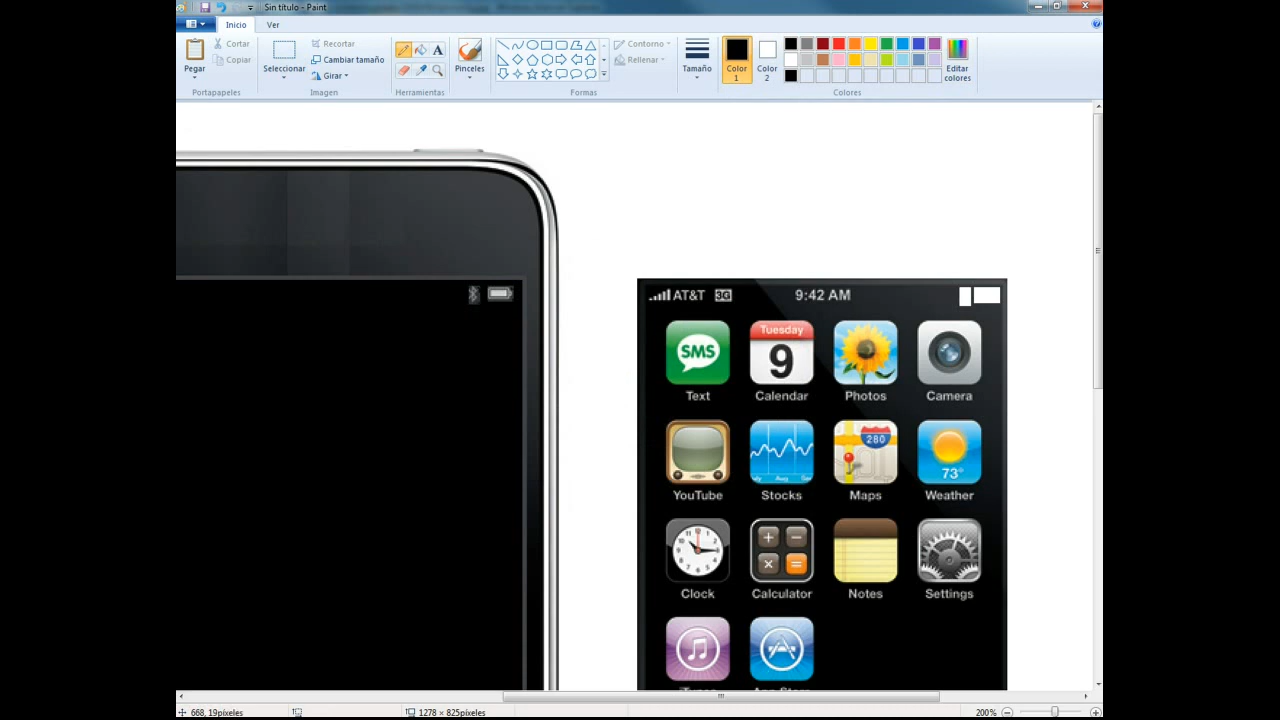 Sin título - Paint
Inicio Ver
Pegar
Cortar
Copiar
Portapapeles
Seleccionar
Recortar
Cambiar tamaño
Girar
Imagen
A
Herramientas
Pinceles
Contorno
Rellenar
Formas
Tamaño
Color 1
Color 2
Editar colores
Colores
AT&T 3G 9:42 AM
SMS Tuesday 9
Text Calendar Photos Camera
280 73°
YouTube Stocks Maps Weather
Clock Calculator Notes Settings
668, 19píxeles 1278 × 825píxeles 200%